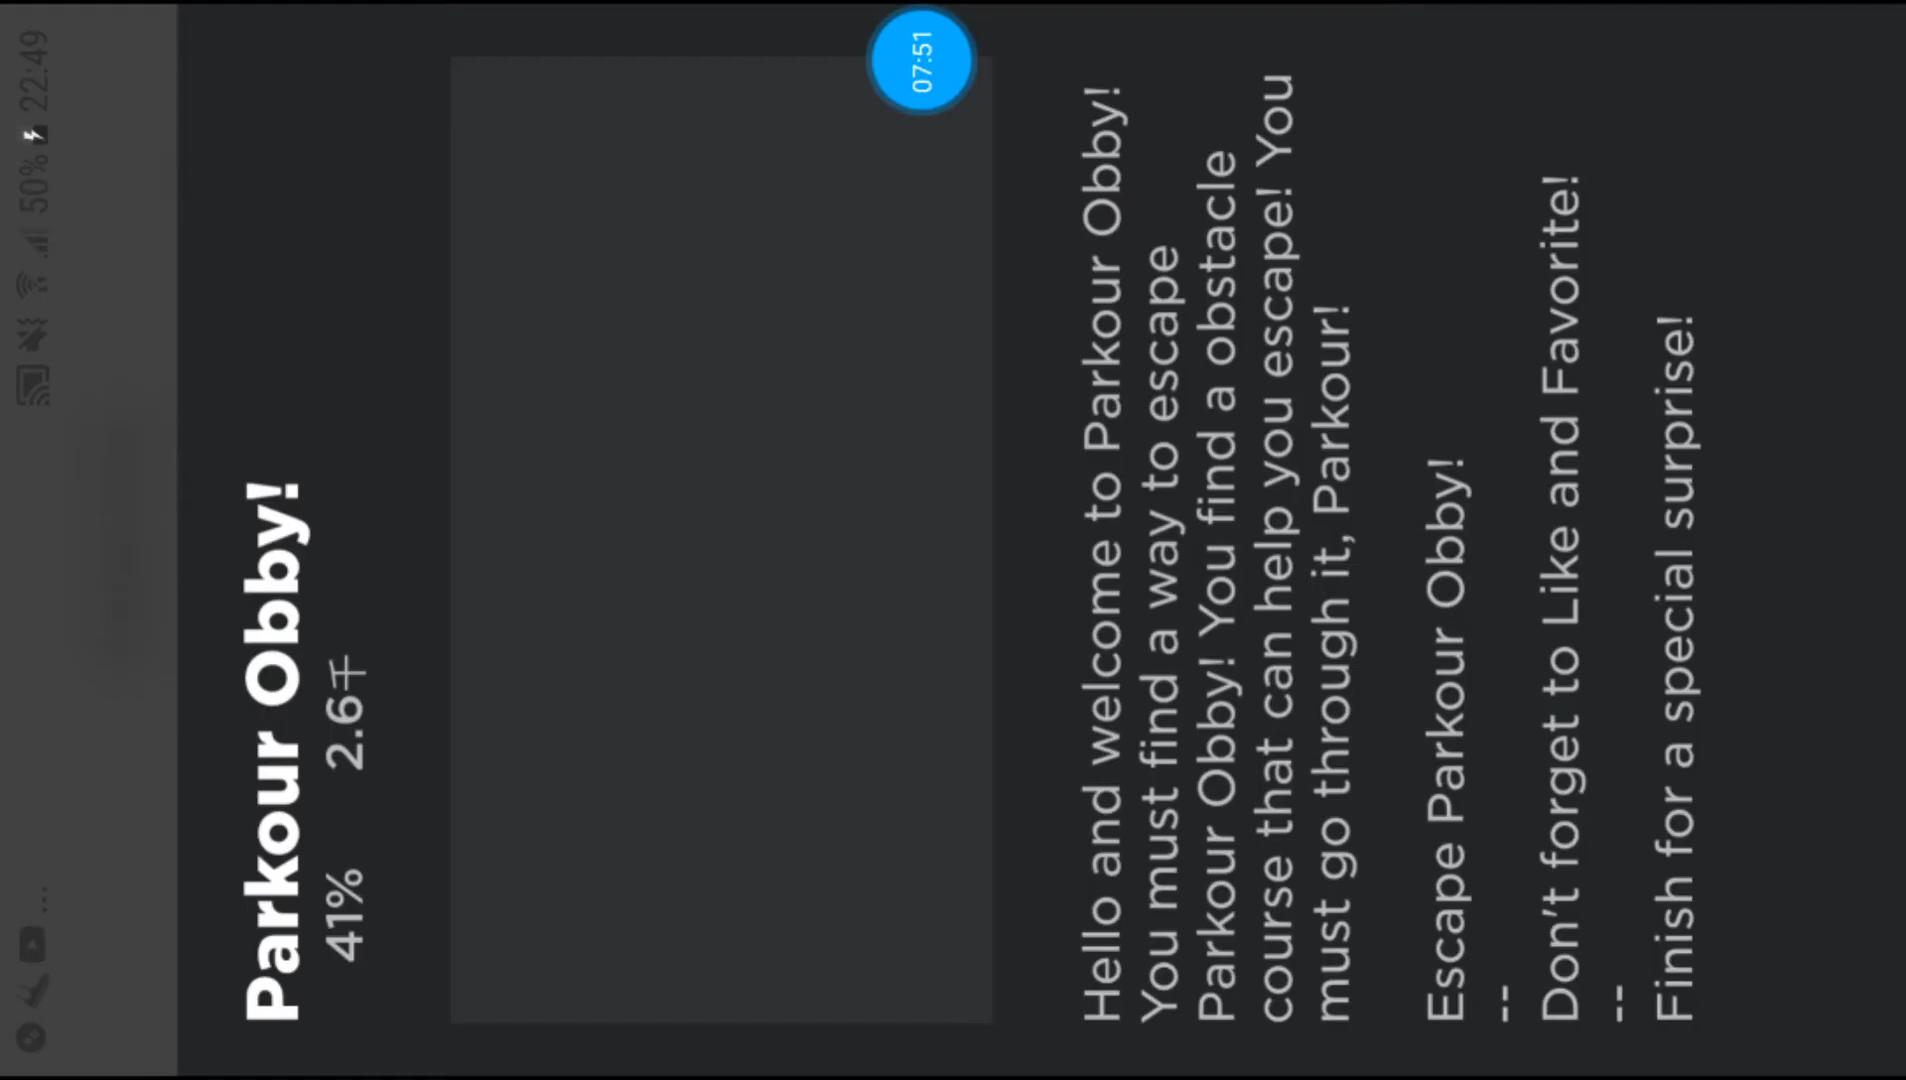 50% 22:49
07:51
Parkour Obby!
41% 2.6千
Hello and welcome to Parkour Obby!
You must find a way to escape
Parkour Obby! You find a obstacle
course that can help you escape! You
must go through it, Parkour!
Escape Parkour Obby!
--
Don't forget to Like and Favorite!
--
Finish for a special surprise!